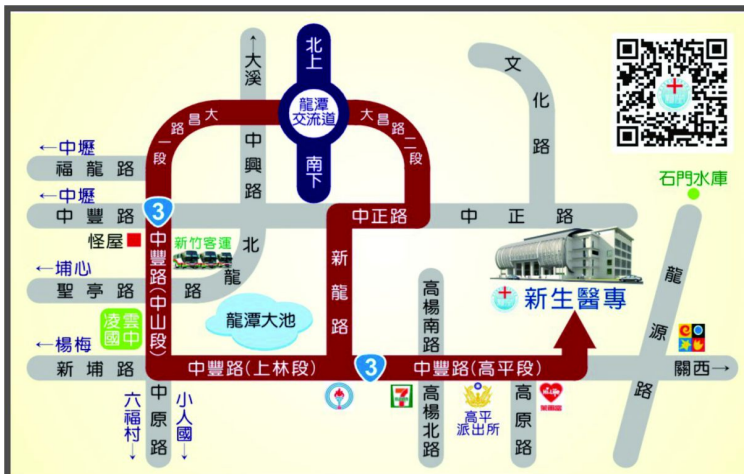 北上
龍潭
交流道
南下
←大溪
中興路
大昌路一段
大昌路二段
文化路
←中壢
福龍路
←中壢
中豐路
3
中正路
中正路
石門水庫
怪屋
新竹客運
北龍路
←埔心
聖亭路
中豐路(中山段)
新龍路
龍潭大池
高楊南路
新生醫專
龍源路
凌雲
國中
←楊梅
新埔路
中豐路(上林段)
3
中豐路(高平段)
關西→
7
ELEVEN
高平
派出所
萊爾富
六福村→
中原路
小人國→
高楊北路
高原路